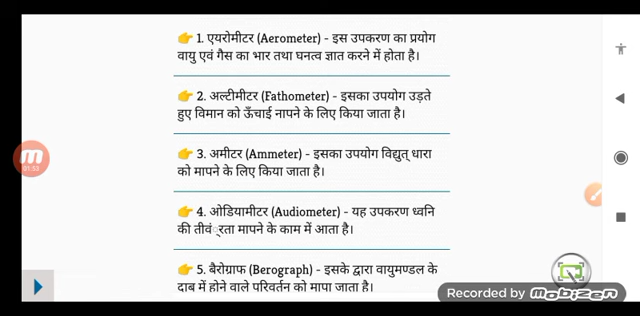 👉 1. एयरोमीटर (Aerometer) - इस उपकरण का प्रयोग
वायु एवं गैस का भार तथा घनत्व ज्ञात करने में होता है।
👉 2. अल्टीमीटर (Fathometer) - इसका उपयोग उड़ते
हुए विमान को ऊँचाई नापने के लिए किया जाता है।
👉 3. अमीटर (Ammeter) - इसका उपयोग विद्युत् धारा
को मापने के लिए किया जाता है।
👉 4. ओडियामीटर (Audiometer) - यह उपकरण ध्वनि
की तीवं्रता मापने के काम में आता है।
👉 5. बैरोग्राफ (Berograph) - इसके द्वारा वायुमण्डल के
दाब में होने वाले परिवर्तन को मापा जाता है।
m
01:53
Recorded by MOBIZEN